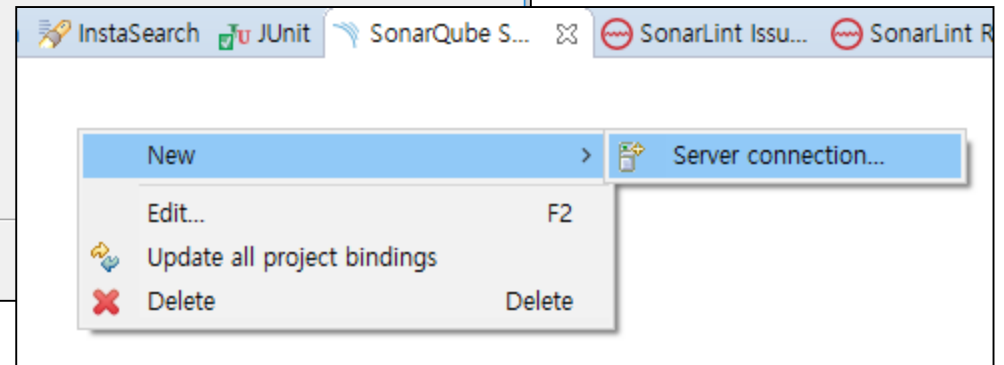 InstaSearch JUnit SonarQube S... SonarLint Issu... SonarLint R
New > Server connection...
Edit... F2
Update all project bindings
Delete Delete